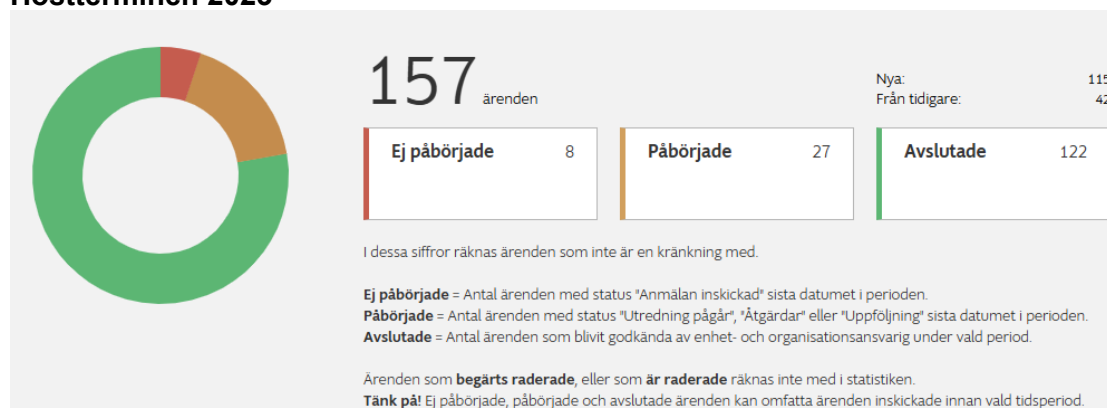 Höstterminen 2025
157 ärenden
Nya: 115
Från tidigare: 42
Ej påbörjade 8
Påbörjade 27
Avslutade 122
I dessa siffror räknas ärenden som inte är en kränkning med.
Ej påbörjade = Antal ärenden med status "Anmälan inskickad" sista datumet i perioden.
Påbörjade = Antal ärenden med status "Utredning pågår", "Åtgärdar" eller "Uppföljning" sista datumet i perioden.
Avslutade = Antal ärenden som blivit godkända av enhet- och organisationsansvarig under vald period.
Ärenden som begärts raderade, eller som är raderade räknas inte med i statistiken.
Tänk på! Ej påbörjade, påbörjade och avslutade ärenden kan omfatta ärenden inskickade innan vald tidsperiod.